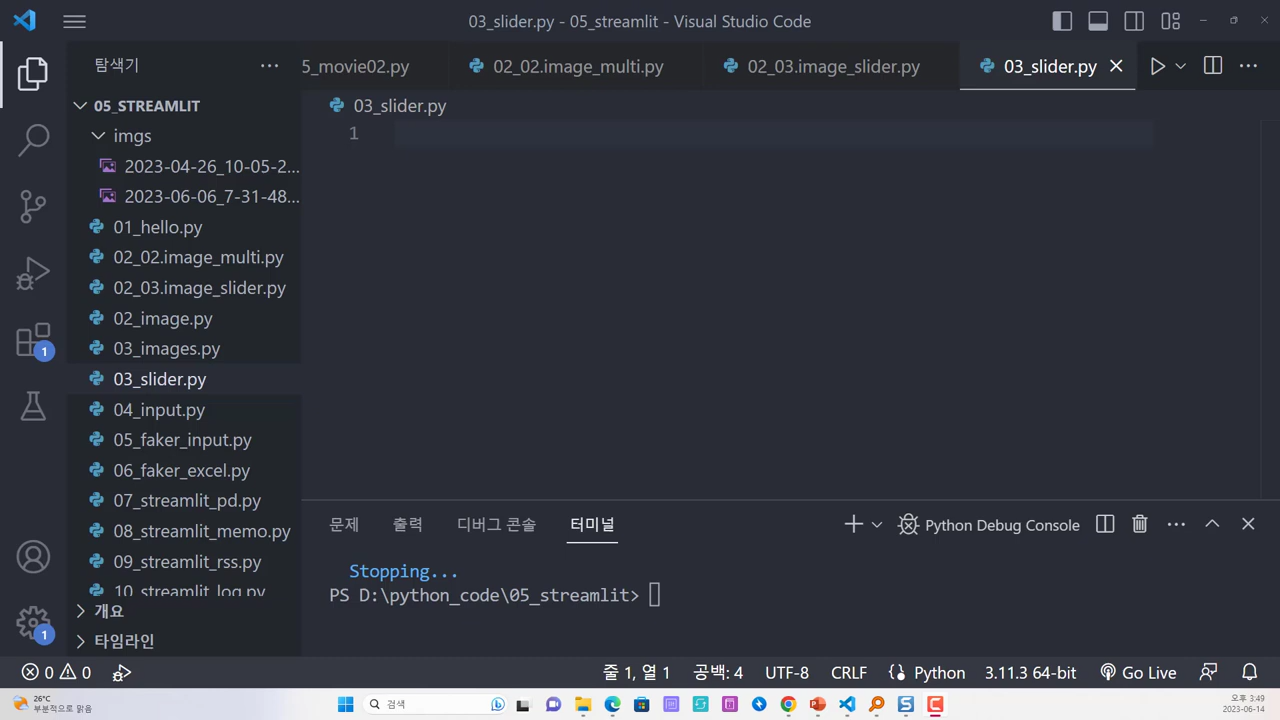 03_slider.py - 05_streamlit - Visual Studio Code
탐색기
5_movie02.py
02_02.image_multi.py
02_03.image_slider.py
03_slider.py
05_STREAMLIT
03_slider.py
imgs
1
2023-04-26_10-05-2...
2023-06-06_7-31-48...
01_hello.py
02_02.image_multi.py
02_03.image_slider.py
02_image.py
03_images.py
1
03_slider.py
04_input.py
05_faker_input.py
06_faker_excel.py
07_streamlit_pd.py
08_streamlit_memo.py
09_streamlit_rss.py
10_streamlit_log.py
개요
타임라인
1
문제
출력
디버그 콘솔
터미널
Python Debug Console
Stopping...
PS D:\python_code\05_streamlit>
0
0
줄 1, 열 1
공백: 4
UTF-8
CRLF
Python
3.11.3 64-bit
Go Live
26°C
부분적으로 맑음
검색
오후 3:49
2023-06-14